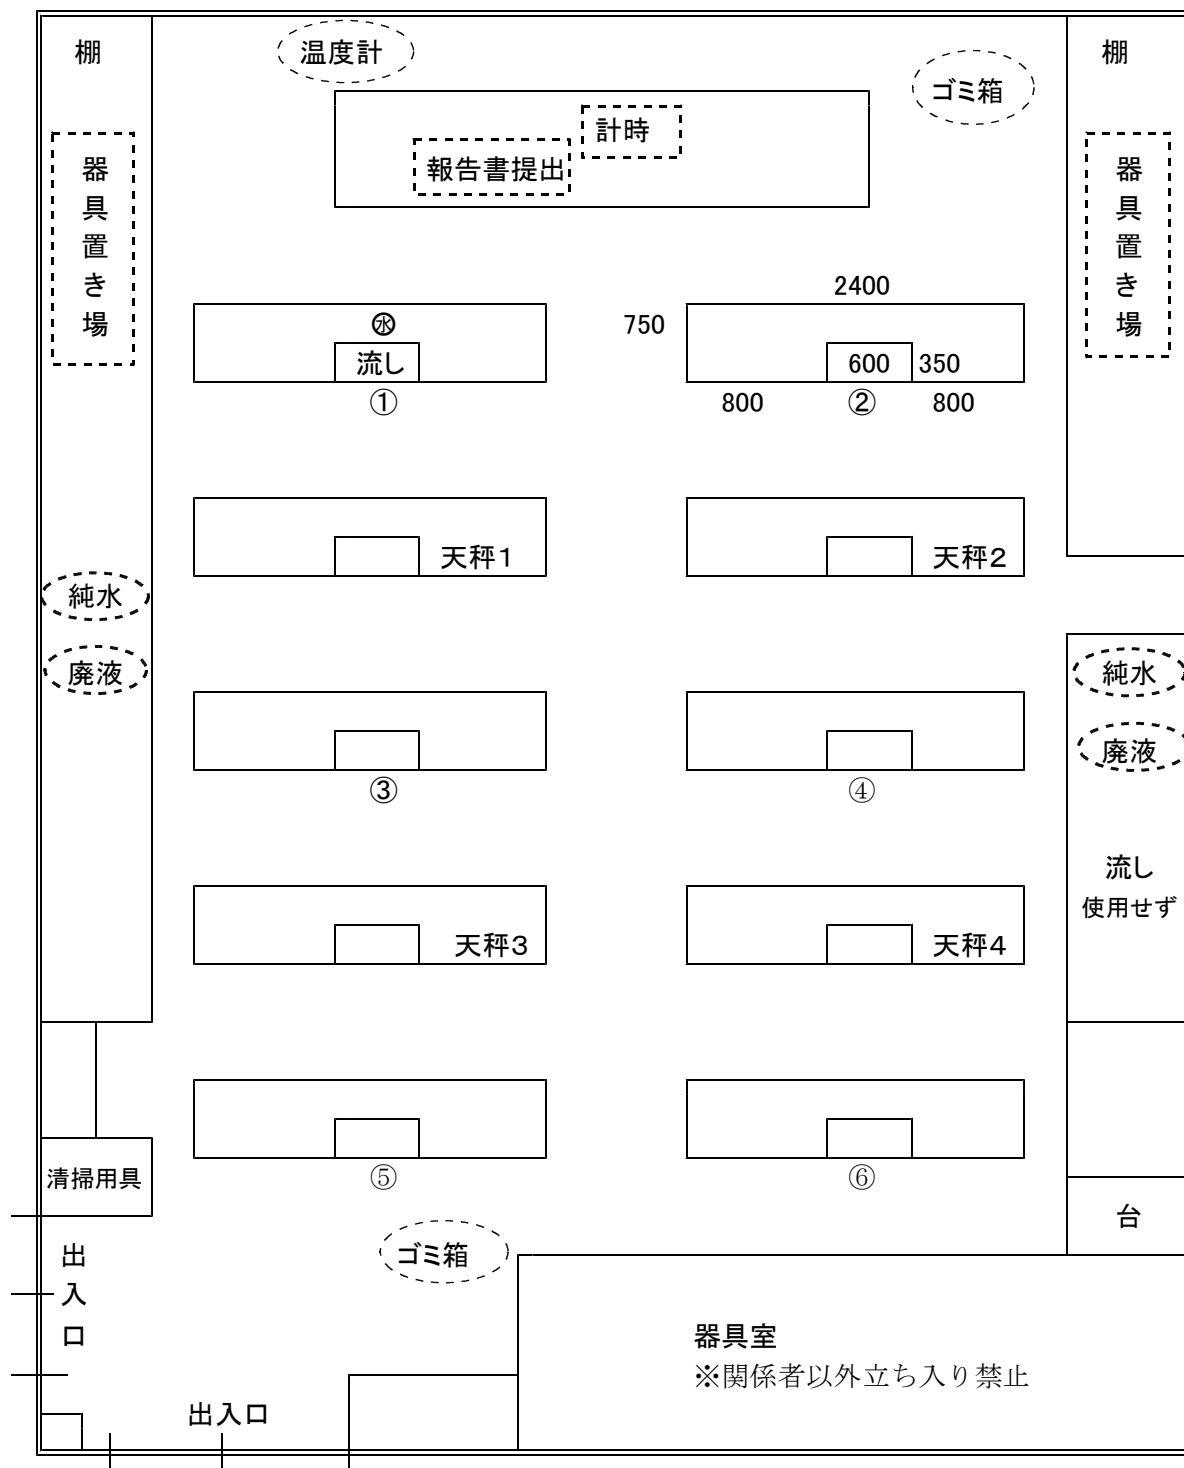 棚
温度計
棚
ゴミ箱
計時
報告書提出
器具置き場
器具置き場
2400
㊌
750
流し
600
350
①
800
②
800
天秤1
天秤2
純水
廃液
純水
廃液
③
④
流し
使用せず
天秤3
天秤4
清掃用具
⑤
⑥
台
出入口
ゴミ箱
器具室
※関係者以外立ち入り禁止
出入口